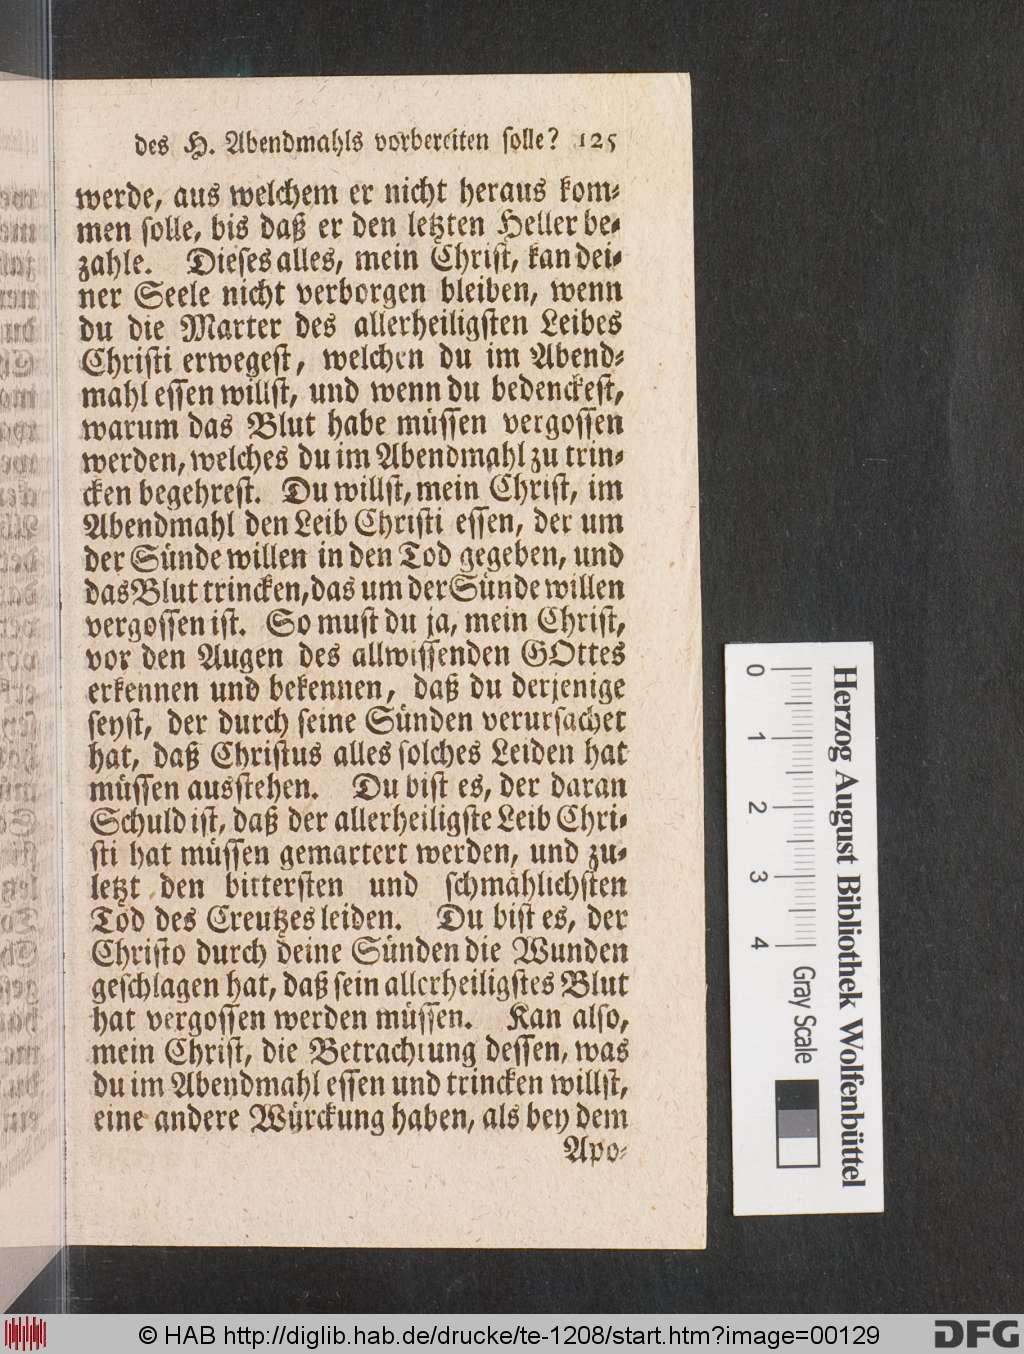 des H. Abendmahls vorbereiten ſolle? 125
werde, aus welchem er nicht heraus kom⸗
men ſolle, bis daß er den letzten Heller be⸗
zahle. Dieſes alles, mein Chriſt, kan dei⸗
ner Seele nicht verborgen bleiben, wenn
du die Marter des allerheiligſten Leibes
Chriſti erwegeſt, welchen du im Abend⸗
mahl eſſen willſt, und wenn du bedenckeſt,
warum das Blut habe müſſen vergoſſen
werden, welches du im Abendmahl zu trin⸗
cken begehreſt. Du willſt, mein Chriſt, im
Abendmahl den Leib Chriſti eſſen, der um
der Sünde willen in den Tod gegeben, und
das Blut trincken, das um der Sünde willen
vergoſſen iſt. So muſt du ja, mein Chriſt,
vor den Augen des allwiſſenden GOttes
erkennen und bekennen, daß du derjenige
ſeyſt, der durch ſeine Sünden verurſachet
hat, daß Chriſtus alles ſolches Leiden hat
müſſen ausſtehen. Du biſt es, der daran
Schuld iſt, daß der allerheiligſte Leib Chri⸗
ſti hat müſſen gemartert werden, und zu⸗
letzt den bitterſten und ſchmählichſten
Tod des Creutzes leiden. Du biſt es, der
Chriſto durch deine Sünden die Wunden
geſchlagen hat, daß ſein allerheiligſtes Blut
hat vergoſſen werden müſſen. Kan alſo,
mein Chriſt, die Betrachtung deſſen, was
du im Abendmahl eſſen und trincken willſt,
eine andere Würckung haben, als bey dem
Apo⸗
0 1 2 3 4 Gray Scale
Herzog August Bibliothek Wolfenbüttel
© HAB http://diglib.hab.de/drucke/te-1208/start.htm?image=00129
DFG